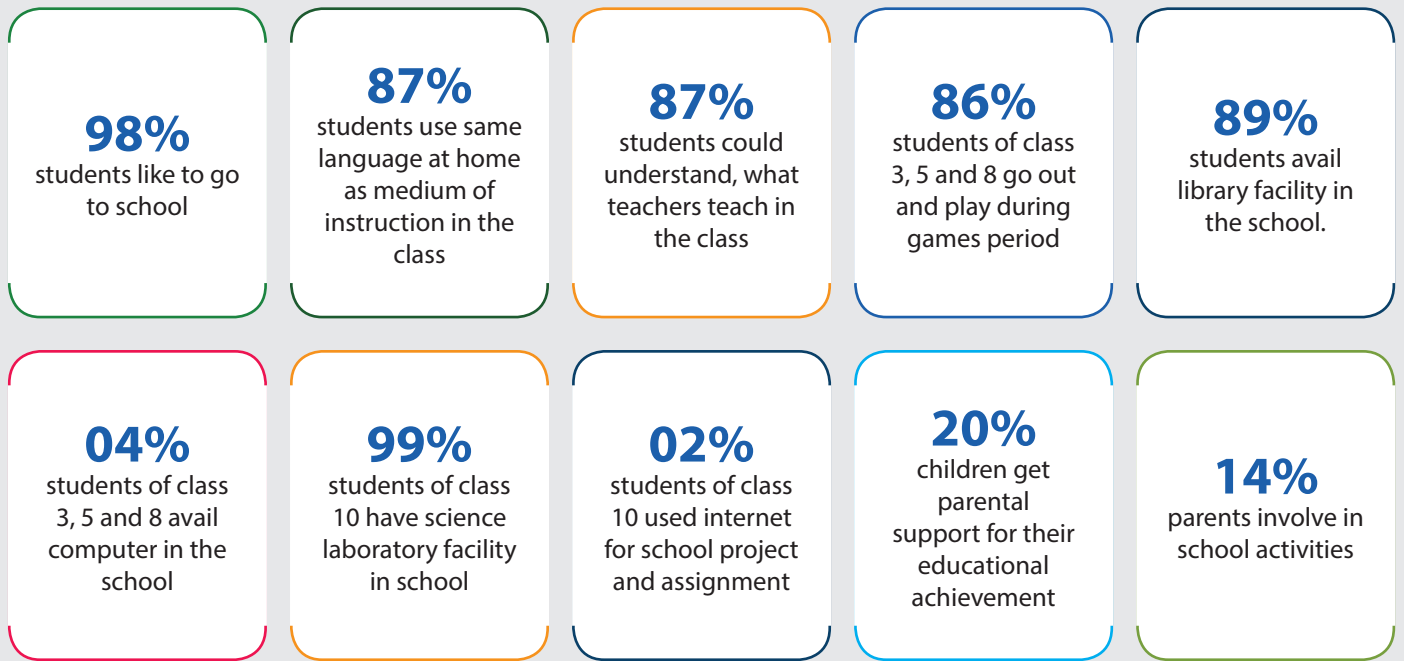 98%
students like to go
to school
87%
students use same
language at home
as medium of
instruction in the
class
87%
students could
understand, what
teachers teach in
the class
86%
students of class
3, 5 and 8 go out
and play during
games period
89%
students avail
library facility in
the school.
04%
students of class
3, 5 and 8 avail
computer in the
school
99%
students of class
10 have science
laboratory facility
in school
02%
students of class
10 used internet
for school project
and assignment
20%
children get
parental
support for their
educational
achievement
14%
parents involve in
school activities